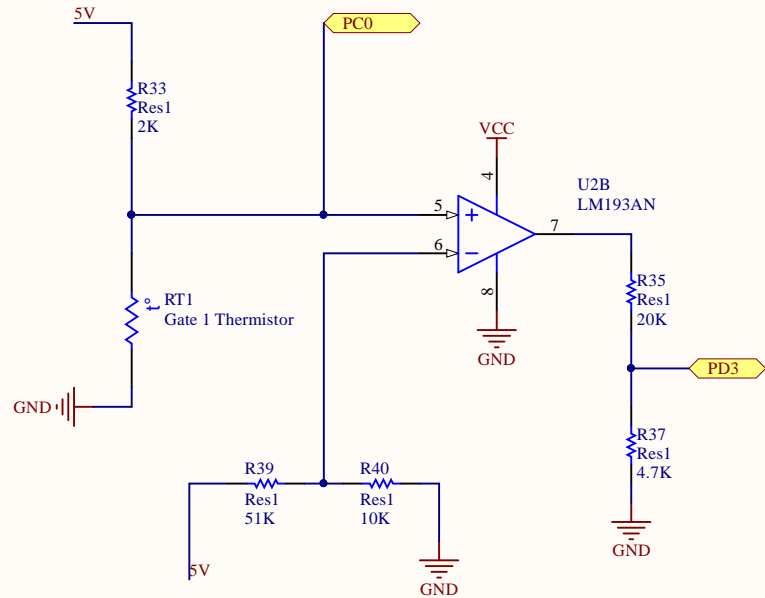 5V
PC0
R33
Res1
2K
VCC
4
U2B
LM193AN
5
+
7
6
−
8
GND
t°
RT1
Gate 1 Thermistor
GND
R35
Res1
20K
PD3
R37
Res1
4.7K
GND
R39
Res1
51K
R40
Res1
10K
5V
GND